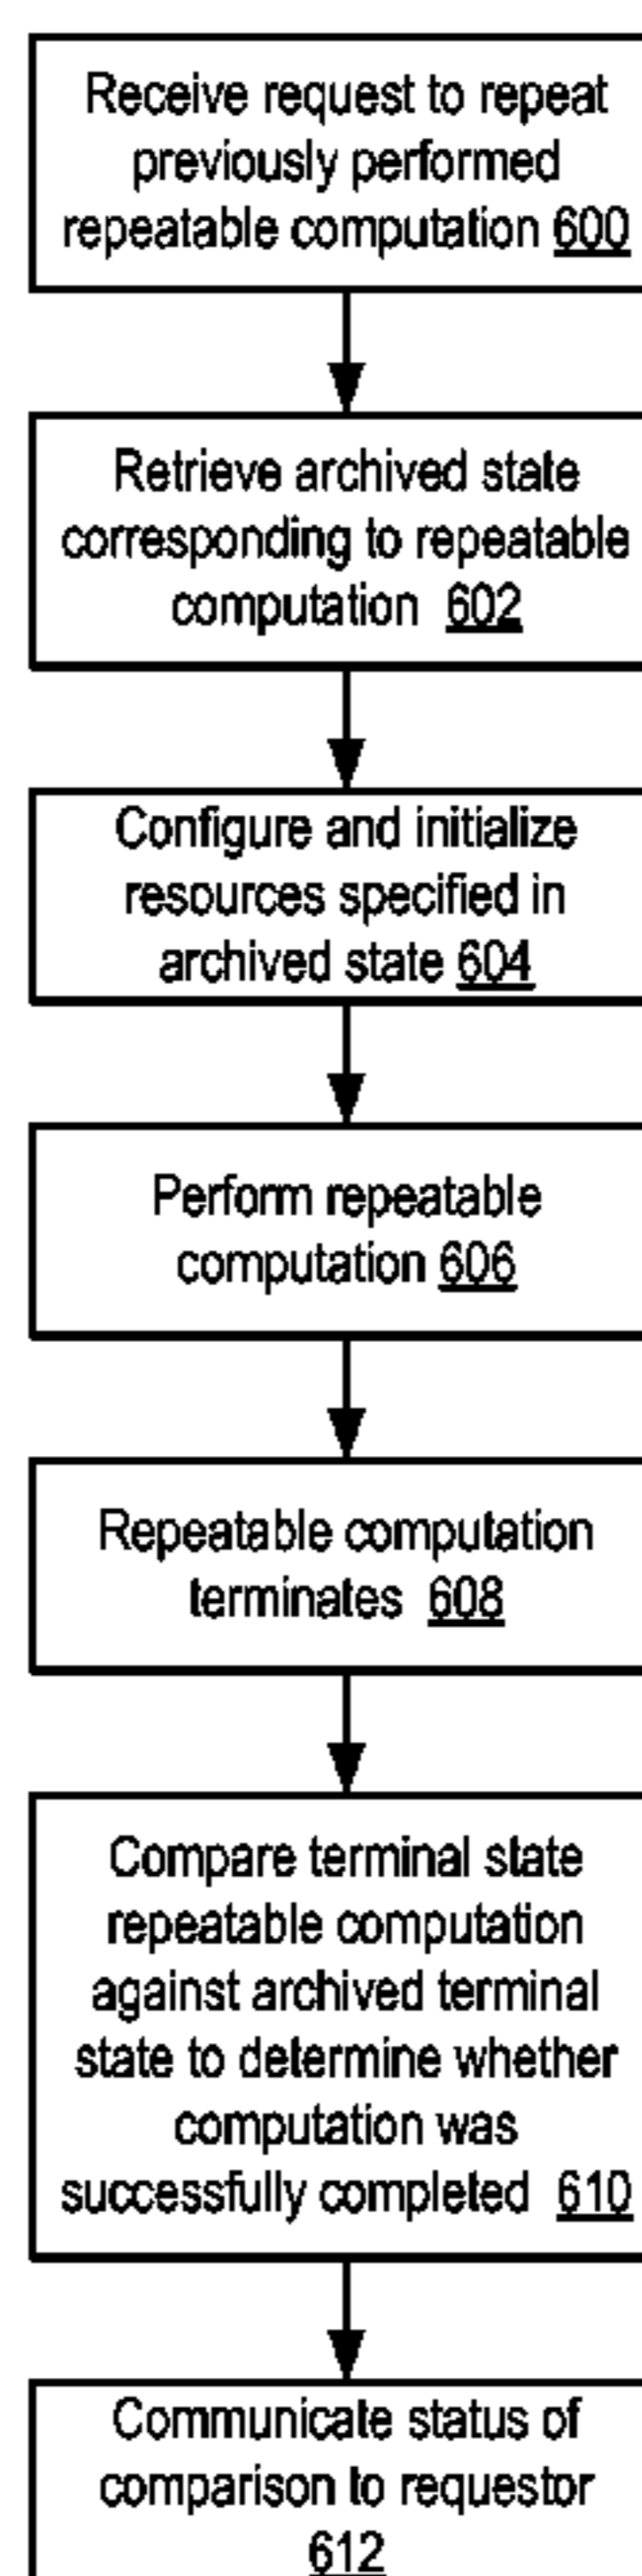 Receive request to repeat
previously performed
repeatable computation 600
Retrieve archived state
corresponding to repeatable
computation 602
Configure and initialize
resources specified in
archived state 604
Perform repeatable
computation 606
Repeatable computation
terminates 608
Compare terminal state
repeatable computation
against archived terminal
state to determine whether
computation was
successfully completed 610
Communicate status of
comparison to requestor
612